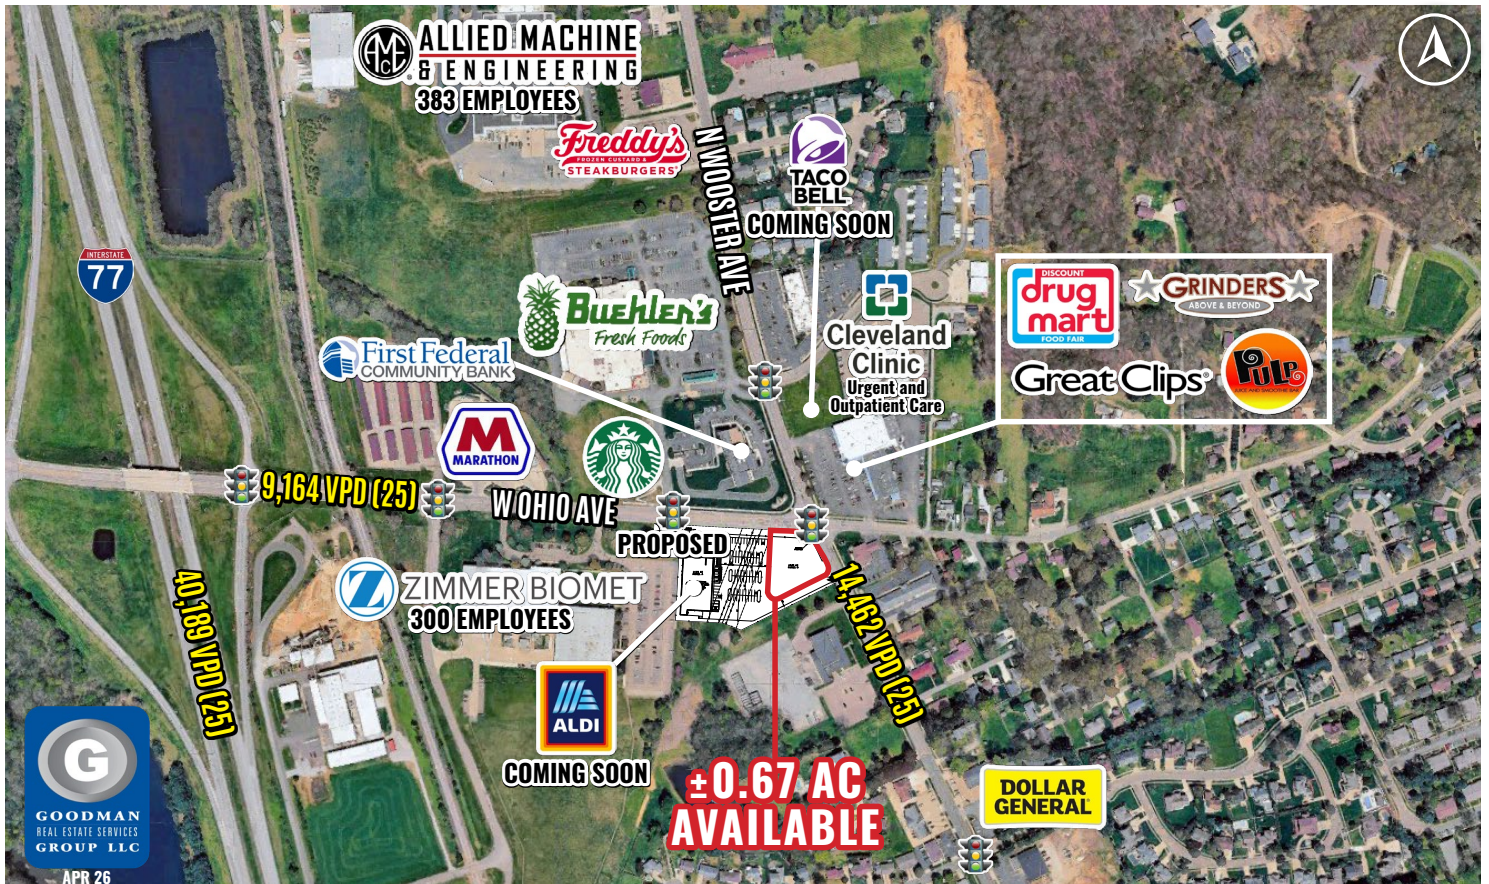 ALLIED MACHINE
& ENGINEERING
383 EMPLOYEES
Freddy's
FROZEN CUSTARD &
STEAKBURGERS
N WOOSTER AVE
TACO
BELL
COMING SOON
INTERSTATE
77
Buehler's
Fresh Foods
First Federal
COMMUNITY BANK
Cleveland
Clinic
Urgent and
Outpatient Care
DISCOUNT
drug
mart
FOOD FAIR
GRINDERS
ABOVE & BEYOND
Great Clips®
PULP
JUICE AND SMOOTHIE BAR
M
MARATHON
9,164 VPD (25)
W OHIO AVE
PROPOSED
Z
ZIMMER BIOMET
300 EMPLOYEES
14,462 VPD (25)
40,189 VPD (25)
ALDI
COMING SOON
±0.67 AC
AVAILABLE
DOLLAR
GENERAL
G
GOODMAN
REAL ESTATE SERVICES
GROUP LLC
APR 26